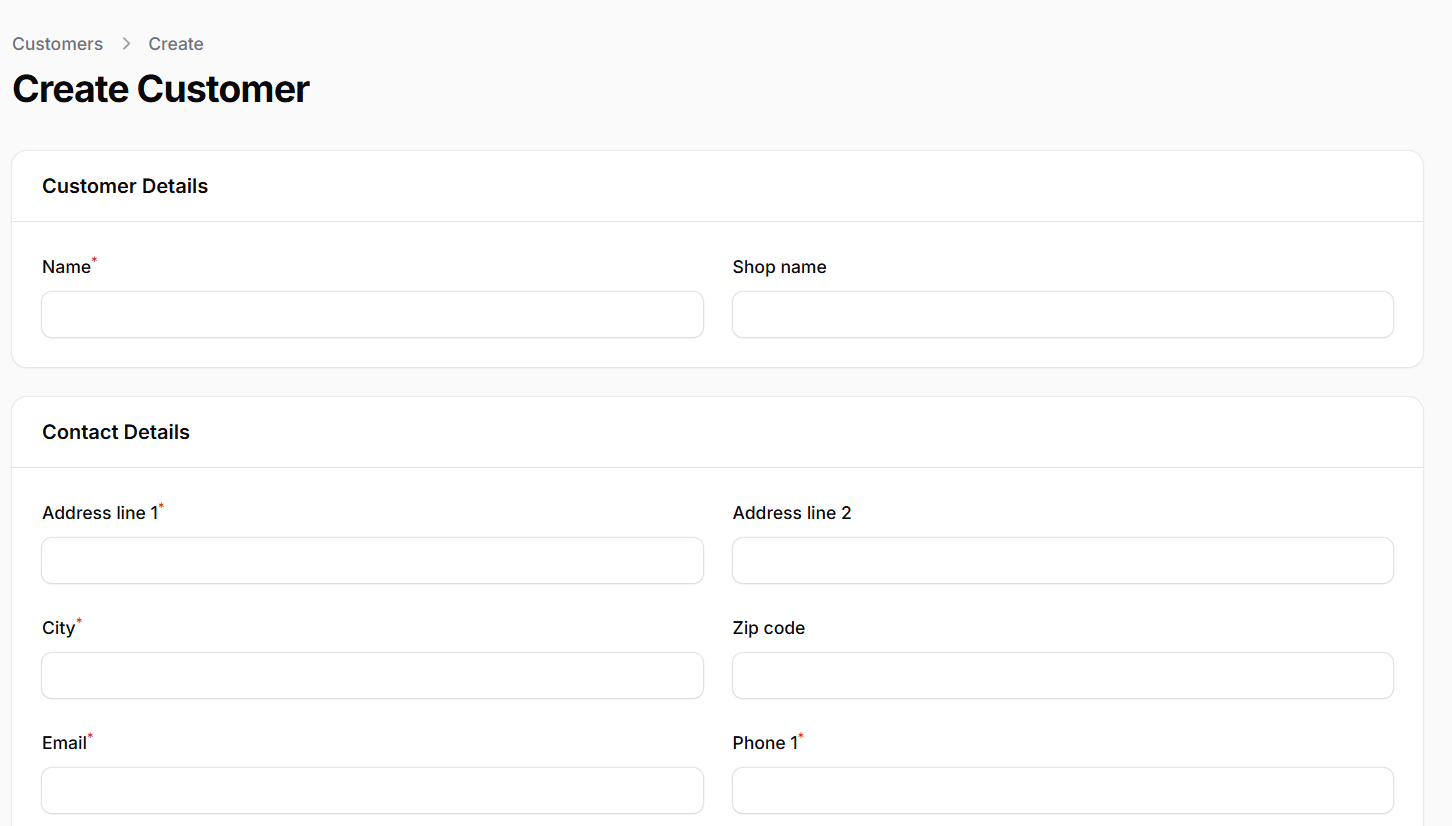 Customers > Create
Create Customer
Customer Details
Name* Shop name
Contact Details
Address line 1* Address line 2
City* Zip code
Email* Phone 1*